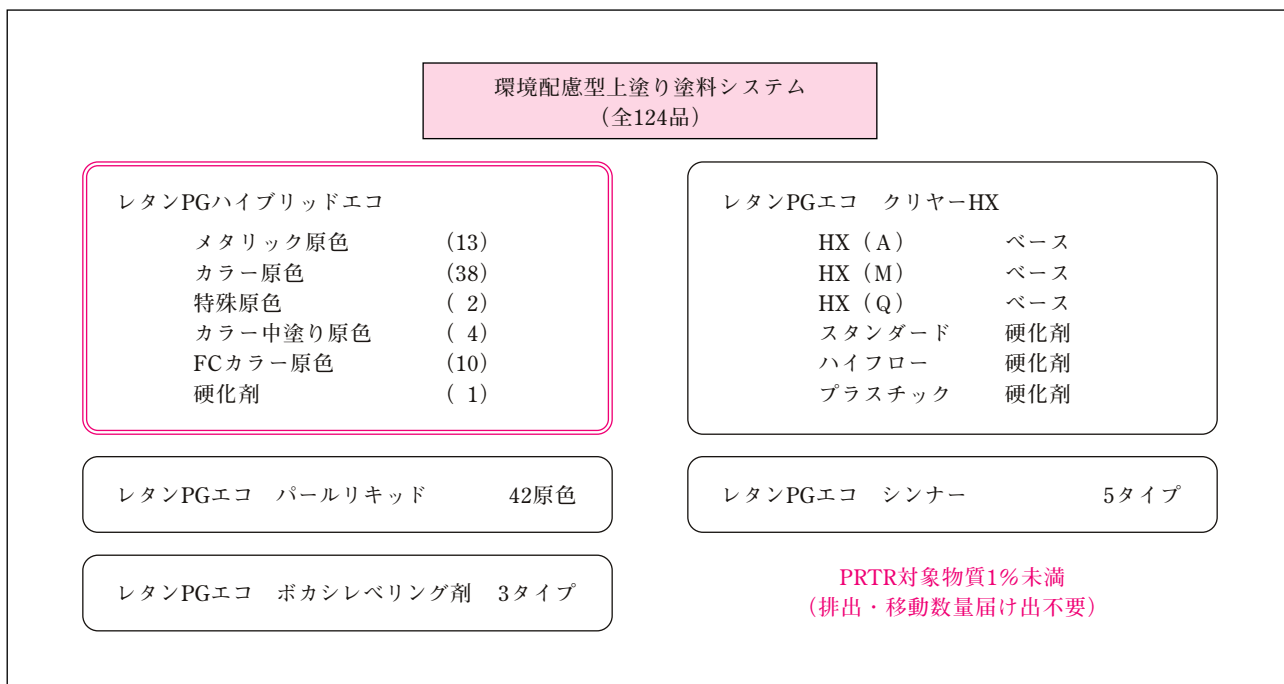 環境配慮型上塗り塗料システム
(全124品)
レタンPGハイブリッドエコ
メタリック原色 (13)
カラー原色 (38)
特殊原色 ( 2)
カラー中塗り原色 ( 4)
FCカラー原色 (10)
硬化剤 ( 1)
レタンPGエコ パールリキッド 42原色
レタンPGエコ ボカシレベリング剤 3タイプ
レタンPGエコ クリヤーHX
HX(A) ベース
HX(M) ベース
HX(Q) ベース
スタンダード 硬化剤
ハイフロー 硬化剤
プラスチック 硬化剤
レタンPGエコ シンナー 5タイプ
PRTR対象物質1%未満
(排出・移動数量届け出不要)